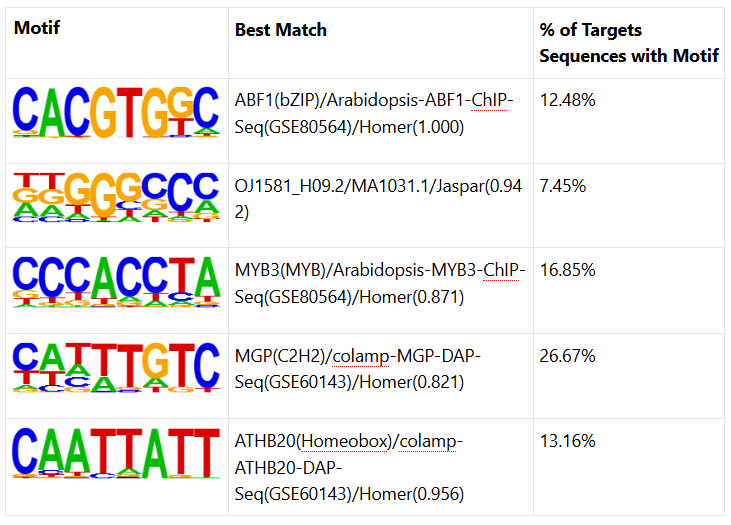 Motif
Best Match
% of Targets
Sequences with Motif
CACGTGGC
ABF1(bZIP)/Arabidopsis-ABF1-ChIP-
Seq(GSE80564)/Homer(1.000)
12.48%
TTGGGCCC
OJ1581_H09.2/MA1031.1/Jaspar(0.94
2)
7.45%
CCCACCTA
MYB3(MYB)/Arabidopsis-MYB3-ChIP-
Seq(GSE80564)/Homer(0.871)
16.85%
CATTTGTC
MGP(C2H2)/colamp-MGP-DAP-
Seq(GSE60143)/Homer(0.821)
26.67%
CAATTATT
ATHB20(Homeobox)/colamp-
ATHB20-DAP-
Seq(GSE60143)/Homer(0.956)
13.16%